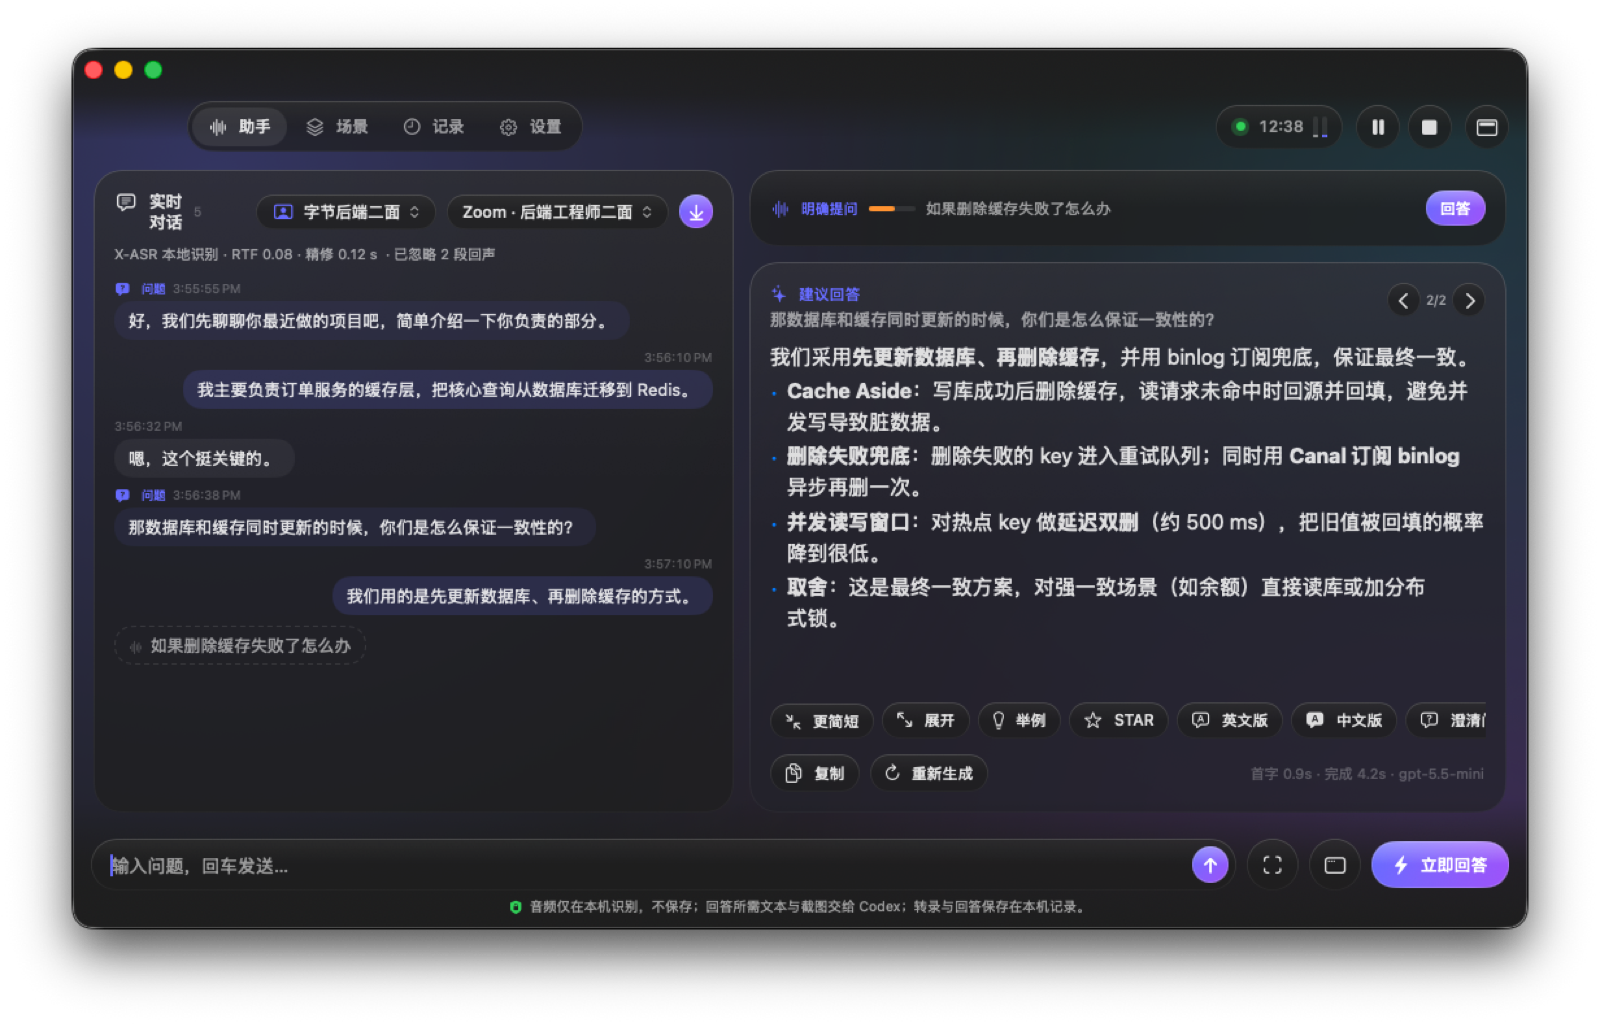 助手
场景
记录
设置
12:38
实时
对话
5
字节后端二面
Zoom · 后端工程师二面
X-ASR 本地识别 · RTF 0.08 · 精修 0.12 s · 已忽略 2 段回声
问题 3:55:55 PM
好，我们先聊聊你最近做的项目吧，简单介绍一下你负责的部分。
3:56:10 PM
我主要负责订单服务的缓存层，把核心查询从数据库迁移到 Redis。
3:56:32 PM
嗯，这个挺关键的。
问题 3:56:38 PM
那数据库和缓存同时更新的时候，你们是怎么保证一致性的？
3:57:10 PM
我们用的是先更新数据库、再删除缓存的方式。
如果删除缓存失败了怎么办
明确提问
如果删除缓存失败了怎么办
回答
建议回答
2/2
那数据库和缓存同时更新的时候，你们是怎么保证一致性的？
我们采用先更新数据库、再删除缓存，并用 binlog 订阅兜底，保证最终一致。
· Cache Aside：写库成功后删除缓存，读请求未命中时回源并回填，避免并
发写导致脏数据。
· 删除失败兜底：删除失败的 key 进入重试队列；同时用 Canal 订阅 binlog
异步再删一次。
· 并发读写窗口：对热点 key 做延迟双删（约 500 ms），把旧值被回填的概率
降到很低。
· 取舍：这是最终一致方案，对强一致场景（如余额）直接读库或加分布
式锁。
更简短
展开
举例
STAR
英文版
中文版
澄清
复制
重新生成
首字 0.9s · 完成 4.2s · gpt-5.5-mini
输入问题，回车发送...
立即回答
音频仅在本机识别，不保存；回答所需文本与截图交给 Codex；转录与回答保存在本机记录。